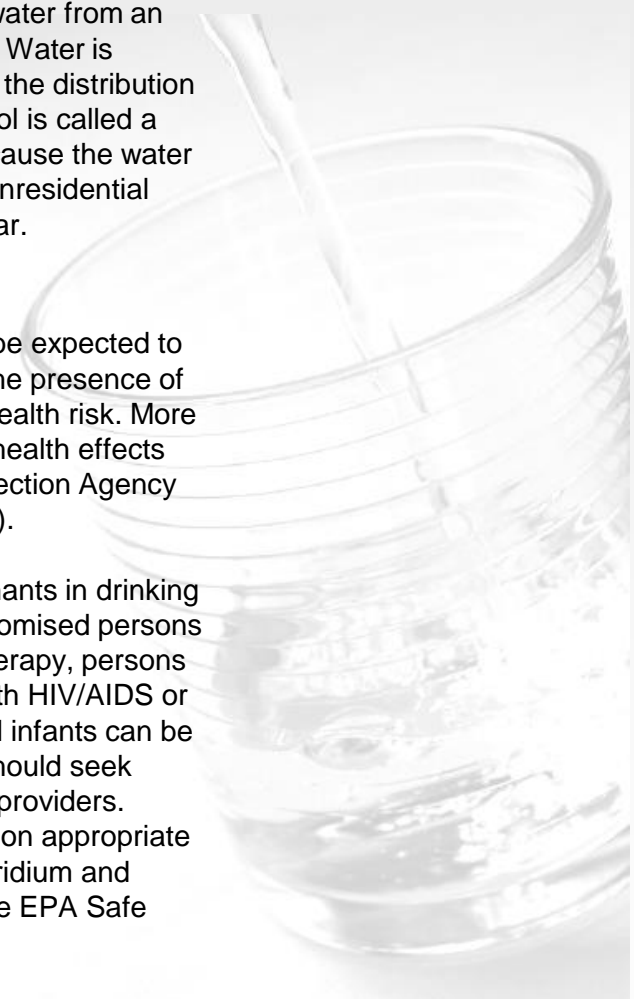 water from an
Water is
the distribution
ol is called a
ause the water
nresidential
ar.
be expected to
he presence of
ealth risk. More
health effects
ection Agency
).
nants in drinking
omised persons
erapy, persons
th HIV/AIDS or
l infants can be
hould seek
providers.
on appropriate
ridium and
e EPA Safe